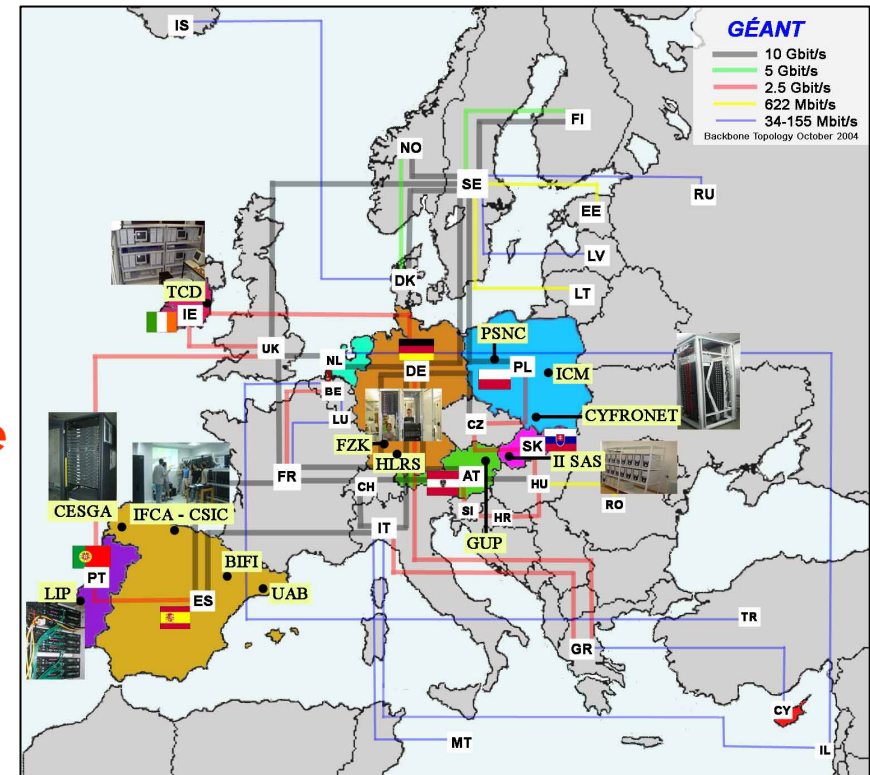 GÉANT
10 Gbit/s
5 Gbit/s
2.5 Gbit/s
622 Mbit/s
34-155 Mbit/s
Backbone Topology October 2004
IS
FI
NO
SE
RU
EE
LV
DK
LT
TCD
IE
UK
PSNC
NL
DE
PL
ICM
BE
CYFRONET
LU
CZ
FZK
SK
HLRS
II SAS
FR
AT
CH
HU
RO
CESGA
IFCA - CSIC
SI
HR
IT
GUP
BIFI
PT
UAB
LIP
ES
TR
GR
CY
MT
IL
e